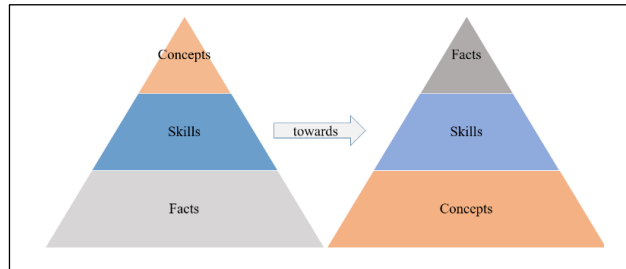 Concepts
Skills
Facts
towards
Facts
Skills
Concepts